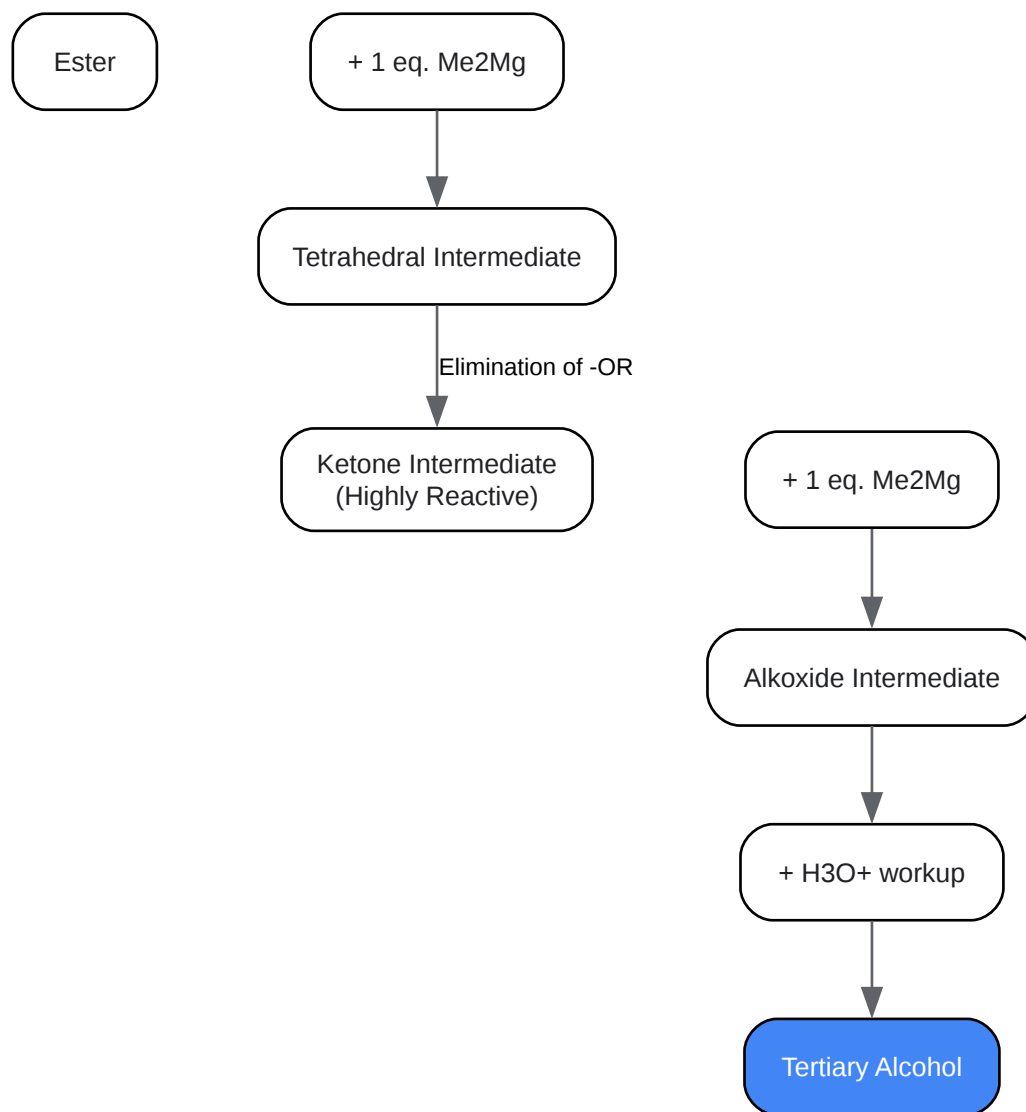 Ester
+ 1 eq. Me2Mg
Tetrahedral Intermediate
Elimination of -OR
Ketone Intermediate
(Highly Reactive)
+ 1 eq. Me2Mg
Alkoxide Intermediate
+ H3O+ workup
Tertiary Alcohol